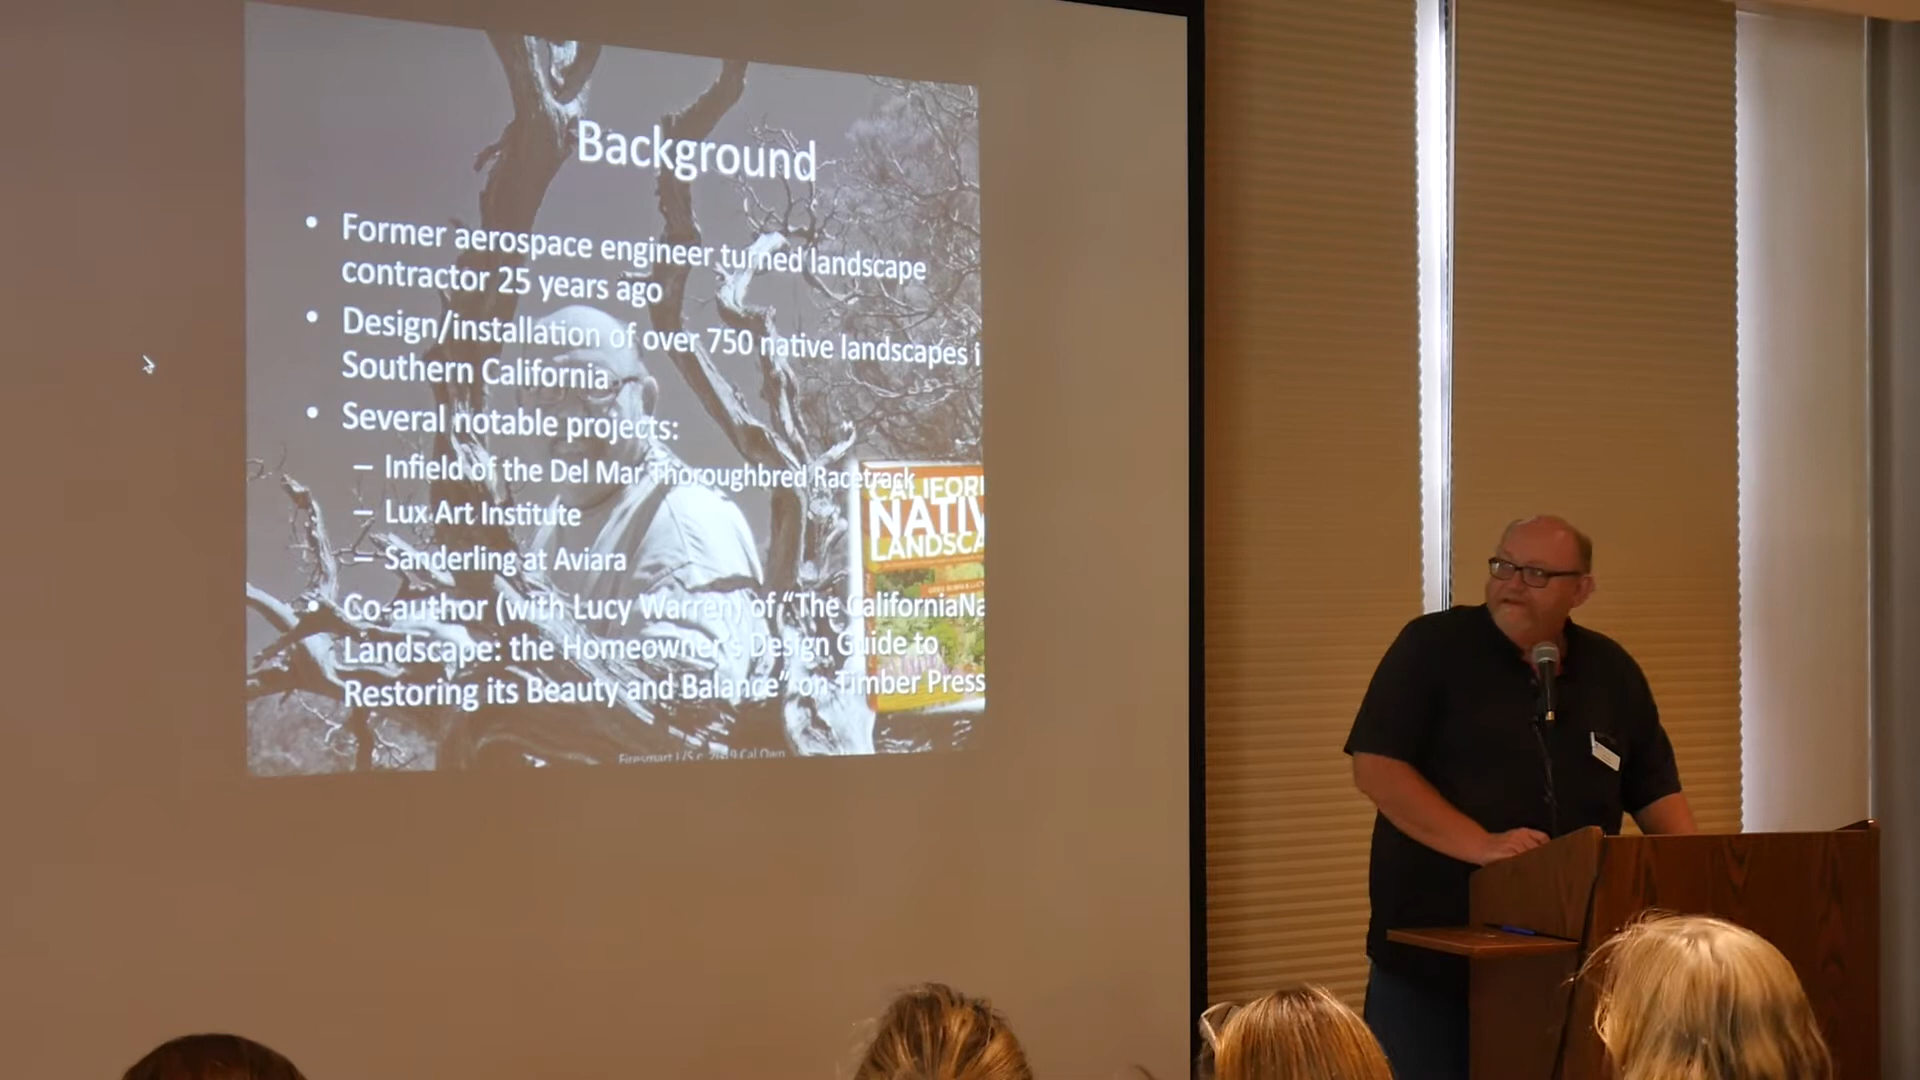 Background
• Former aerospace engineer turned landscape
contractor 25 years ago
• Design/installation of over 750 native landscapes i
Southern California
• Several notable projects:
– Infield of the Del Mar Thoroughbred Racetrack
– Lux Art Institute
– Sanderling at Aviara
• Co-author (with Lucy Warren) of “The CaliforniaNa
Landscape: the Homeowner's Design Guide to
Restoring its Beauty and Balance” on Timber Press
CALIFOR
NATIV
LANDSCA